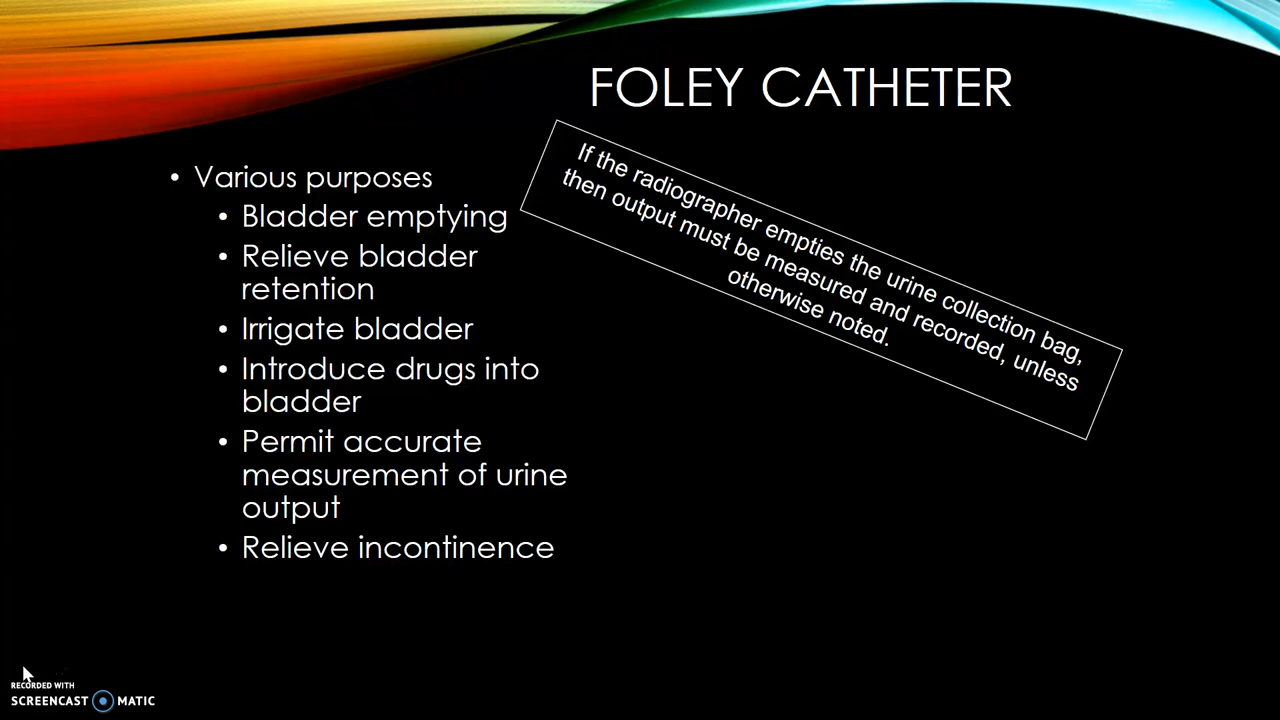 FOLEY CATHETER
• Various purposes
• Bladder emptying
• Relieve bladder
retention
• Irrigate bladder
• Introduce drugs into
bladder
• Permit accurate
measurement of urine
output
• Relieve incontinence
If the radiographer empties the urine collection bag,
then output must be measured and recorded, unless
otherwise noted.
RECORDED WITH
SCREENCAST MATIC